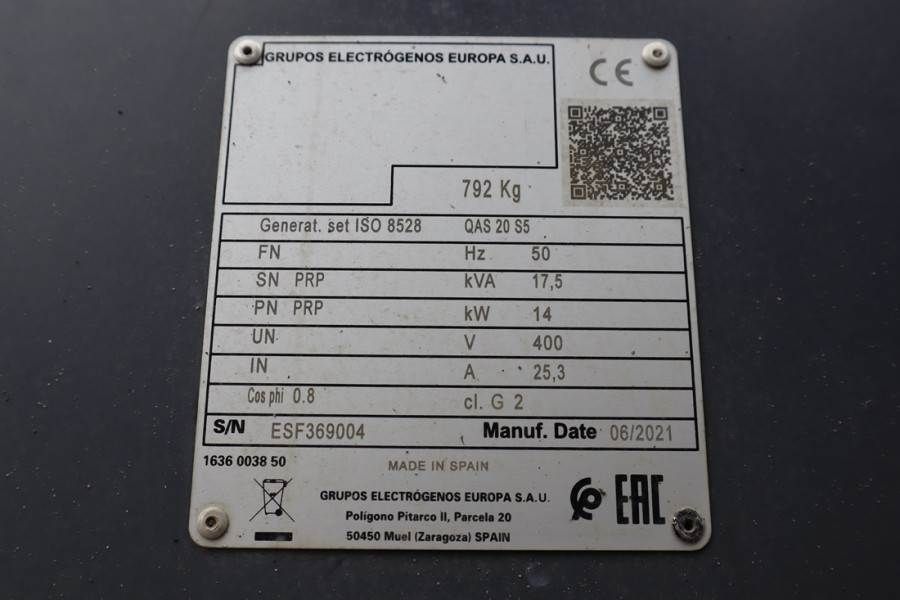 GRUPOS ELECTRÓGENOS EUROPA S.A.U.
CE
792 Kg
Generat. set ISO 8528 QAS 20 S5
FN Hz 50
SN PRP kVA 17,5
PN PRP kW 14
UN V 400
IN A 25,3
Cos phi 0.8 cl. G 2
S/N ESF369004 Manuf. Date 06/2021
1636 0038 50
MADE IN SPAIN
GRUPOS ELECTRÓGENOS EUROPA S.A.U.
Polígono Pitarco II, Parcela 20
50450 Muel (Zaragoza) SPAIN
EAC